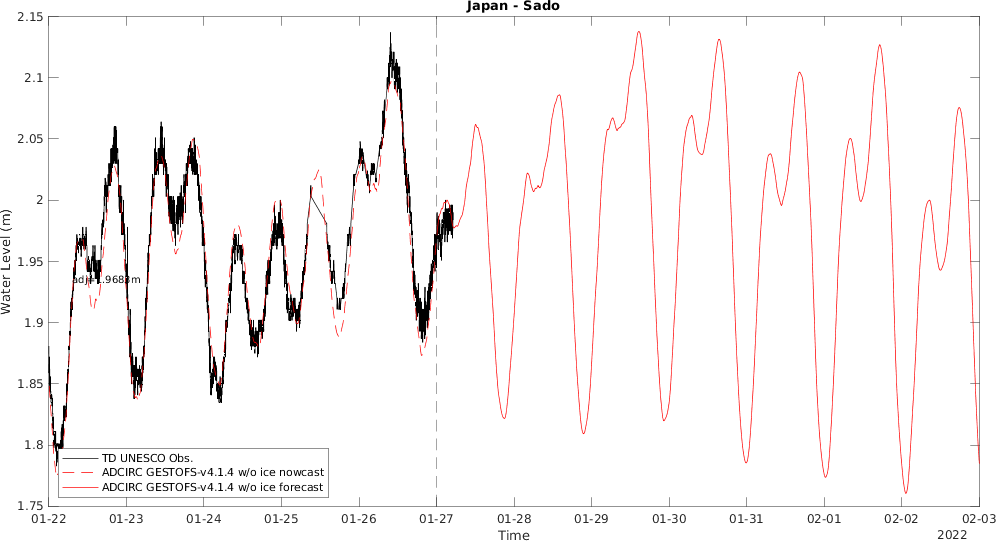 Japan - Sado
2.15
2.1
2.05
2
1.95
1.9
1.85
1.8
1.75
Water Level (m)
TD UNESCO Obs.
ADCIRC GESTOFS-v4.1.4 w/o ice nowcast
ADCIRC GESTOFS-v4.1.4 w/o ice forecast
01-22 01-23 01-24 01-25 01-26 01-27 01-28 01-29 01-30 01-31 02-01 02-02 02-03
Time
2022